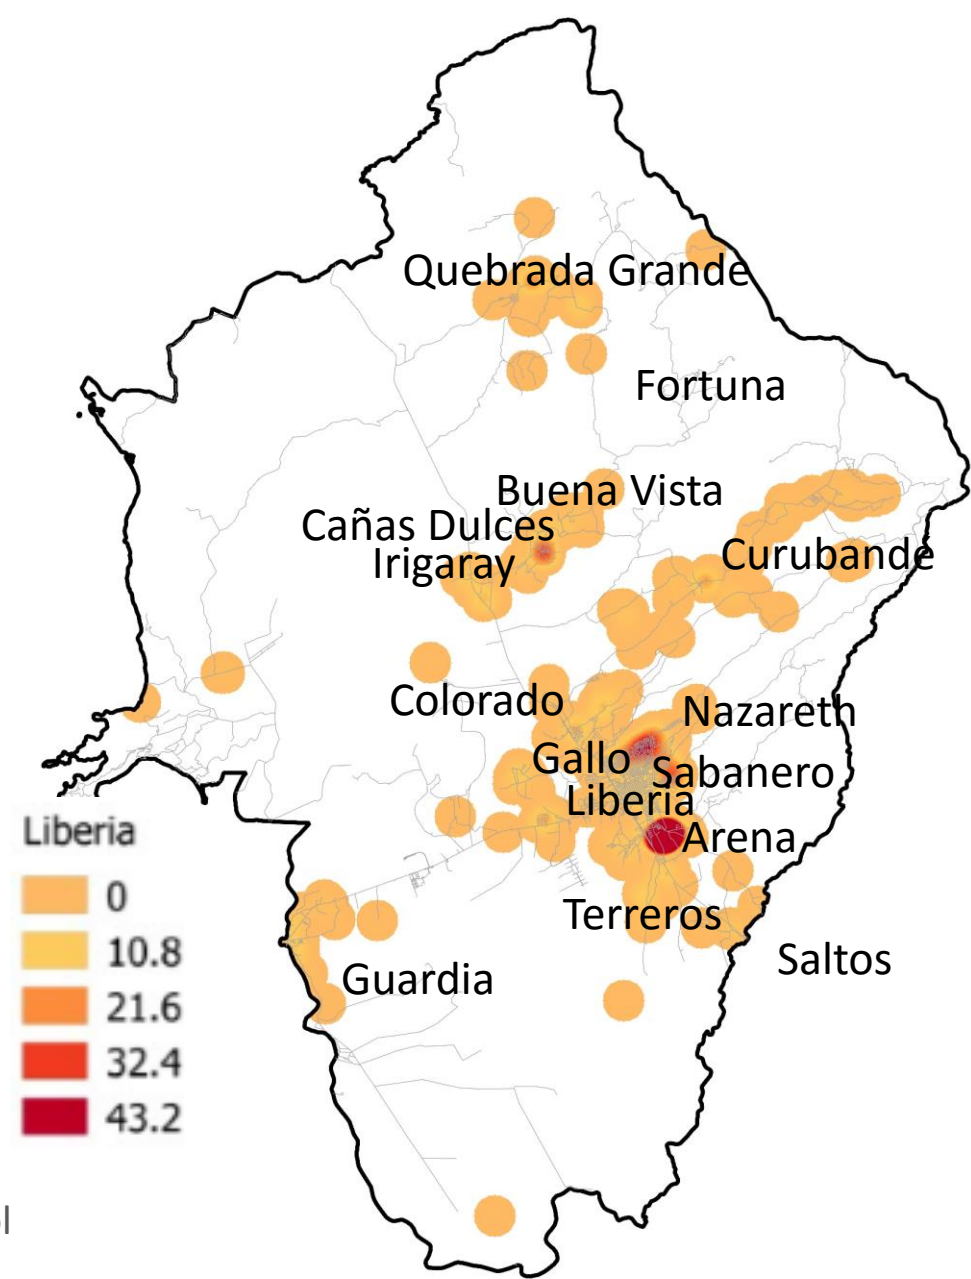 Quebrada Grande
Fortuna
Buena Vista
Cañas Dulces
Irigaray
Curubandé
Colorado
Nazareth
Gallo
Sabanero
Liberia
Arena
Terreros
Saltos
Guardia
Liberia
0
10.8
21.6
32.4
43.2